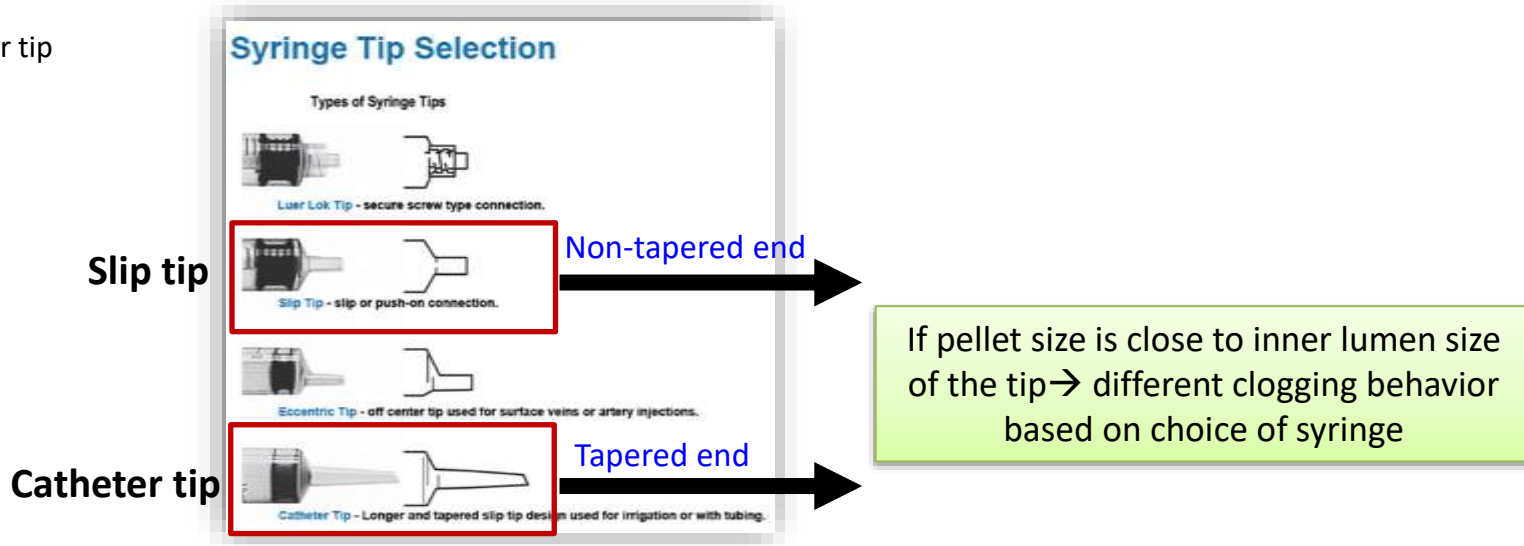 r tip
Syringe Tip Selection
Types of Syringe Tips
Luer Lok Tip - secure screw type connection.
Slip tip
Non-tapered end
Slip Tip - slip or push-on connection.
If pellet size is close to inner lumen size
of the tip→ different clogging behavior
based on choice of syringe
Eccentric Tip - off center tip used for surface veins or artery injections.
Catheter tip
Tapered end
Catheter Tip - Longer and tapered slip tip design used for irrigation or with tubing.